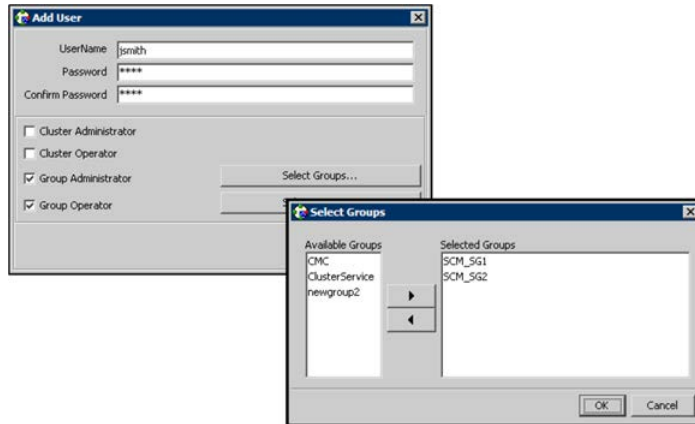 Add User
UserName jsmith
Password ****
Confirm Password ****
Cluster Administrator
Cluster Operator
Group Administrator Select Groups...
Group Operator S
Select Groups
Available Groups Selected Groups
CMC SCM_SG1
ClusterService SCM_SG2
newgroup2
OK Cancel